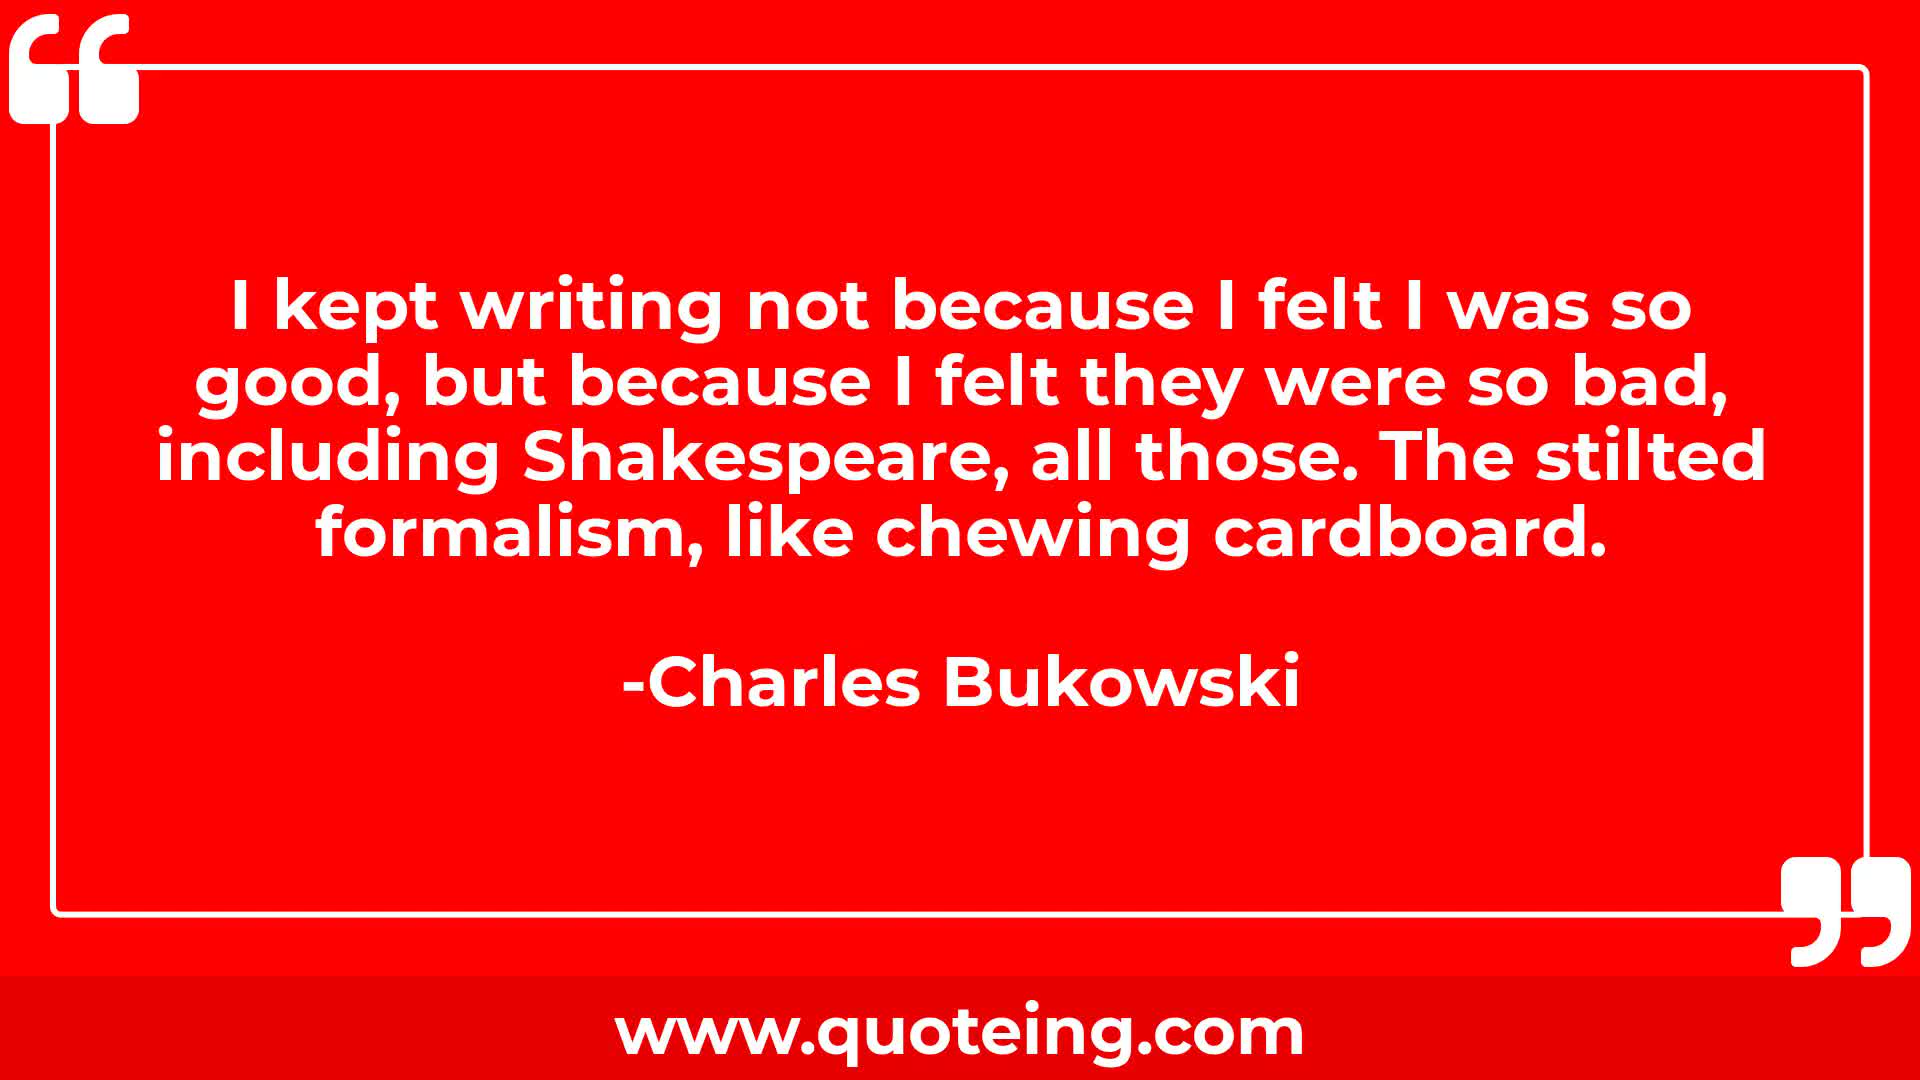 I kept writing not because I felt I was so
good, but because I felt they were so bad,
including Shakespeare, all those. The stilted
formalism, like chewing cardboard.
-Charles Bukowski
www.quoteing.com